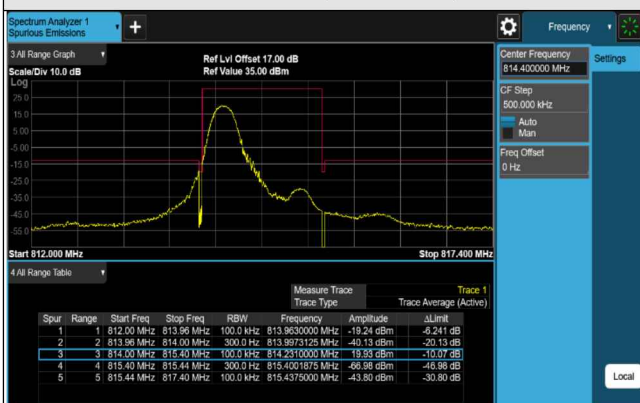 Spectrum Analyzer 1
Spurious Emissions
+
Frequency
3 All Range Graph
Ref Lvl Offset 17.00 dB
Scale/Div 10.0 dB
Ref Value 35.00 dBm
Log
25.0
15.0
5.00
-5.00
-15.0
-25.0
-35.0
-45.0
-55.0
Start 812.000 MHz
Stop 817.400 MHz
4 All Range Table
Measure Trace Trace 1
Trace Type Trace Average (Active)
Spur Range Start Freq Stop Freq RBW Frequency Amplitude ΔLimit
1 1 812.00 MHz 813.96 MHz 100.0 kHz 813.9630000 MHz -19.24 dBm -6.241 dB
2 2 813.96 MHz 814.00 MHz 300.0 Hz 813.9973125 MHz -40.13 dBm -20.13 dB
3 3 814.00 MHz 815.40 MHz 100.0 kHz 814.2310000 MHz 19.93 dBm -10.07 dB
4 4 815.40 MHz 815.44 MHz 300.0 Hz 815.4001875 MHz -66.98 dBm -46.98 dB
5 5 815.44 MHz 817.40 MHz 100.0 kHz 815.4375000 MHz -43.80 dBm -30.80 dB
Center Frequency
814.400000 MHz
Settings
CF Step
500.000 kHz
Auto
Man
Freq Offset
0 Hz
Local